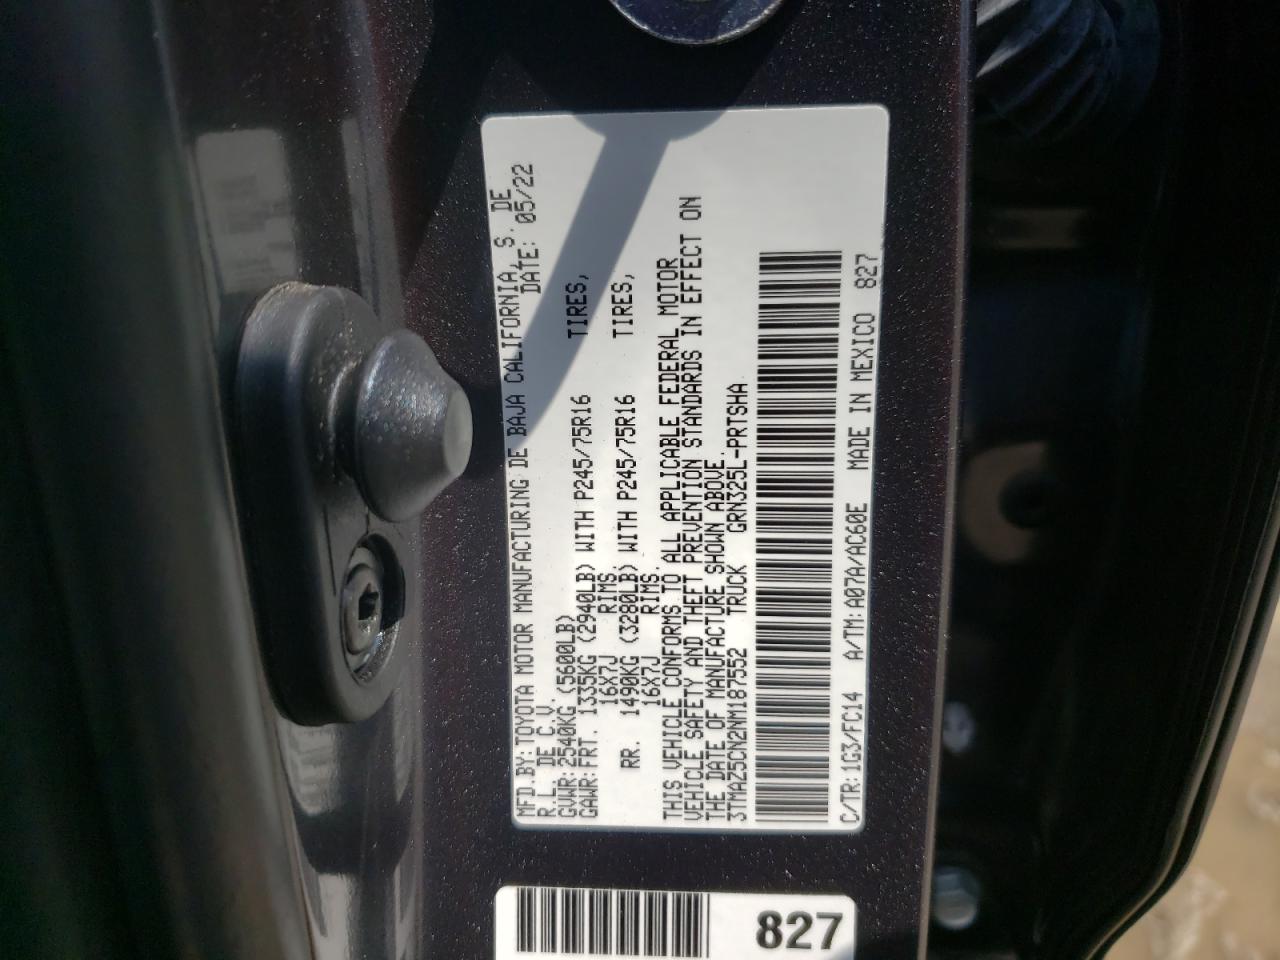 MFD.BY:TOYOTA MOTOR MANUFACTURING DE BAJA CALIFORNIA, S. DE
R.L. DE C.V. DATE: 05/22
GVWR:2540KG (5600LB)
GAWR:FRT. 1335KG (2940LB) WITH P245/75R16 TIRES,
16X7J RIMS,
RR. 1490KG (3280LB) WITH P245/75R16 TIRES,
16X7J RIMS.
THIS VEHICLE CONFORMS TO ALL APPLICABLE FEDERAL MOTOR
VEHICLE SAFETY AND THEFT PREVENTION STANDARDS IN EFFECT ON
THE DATE OF MANUFACTURE SHOWN ABOVE.
3TMAZ5CN2NM187552 TRUCK GRN325L-PRTSHA
C/TR:1G3/FC14 A/TM:A07A/AC60E MADE IN MEXICO 827
827